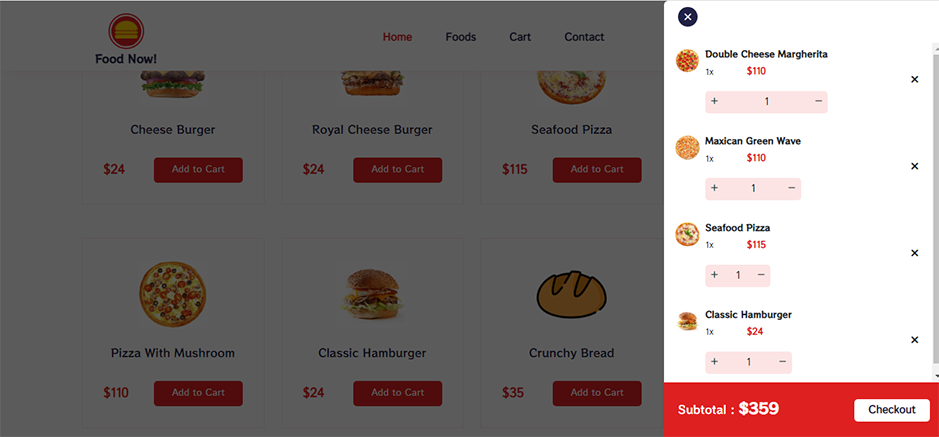 Food Now!
Home Foods Cart Contact
Cheese Burger
$24 Add to Cart
Royal Cheese Burger
$24 Add to Cart
Seafood Pizza
$115 Add to Cart
Pizza With Mushroom
$110 Add to Cart
Classic Hamburger
$24 Add to Cart
Crunchy Bread
$35 Add to Cart
Double Cheese Margherita
1x $110
+ 1 −
Maxican Green Wave
1x $110
+ 1 −
Seafood Pizza
1x $115
+ 1 −
Classic Hamburger
1x $24
+ 1 −
Subtotal : $359 Checkout